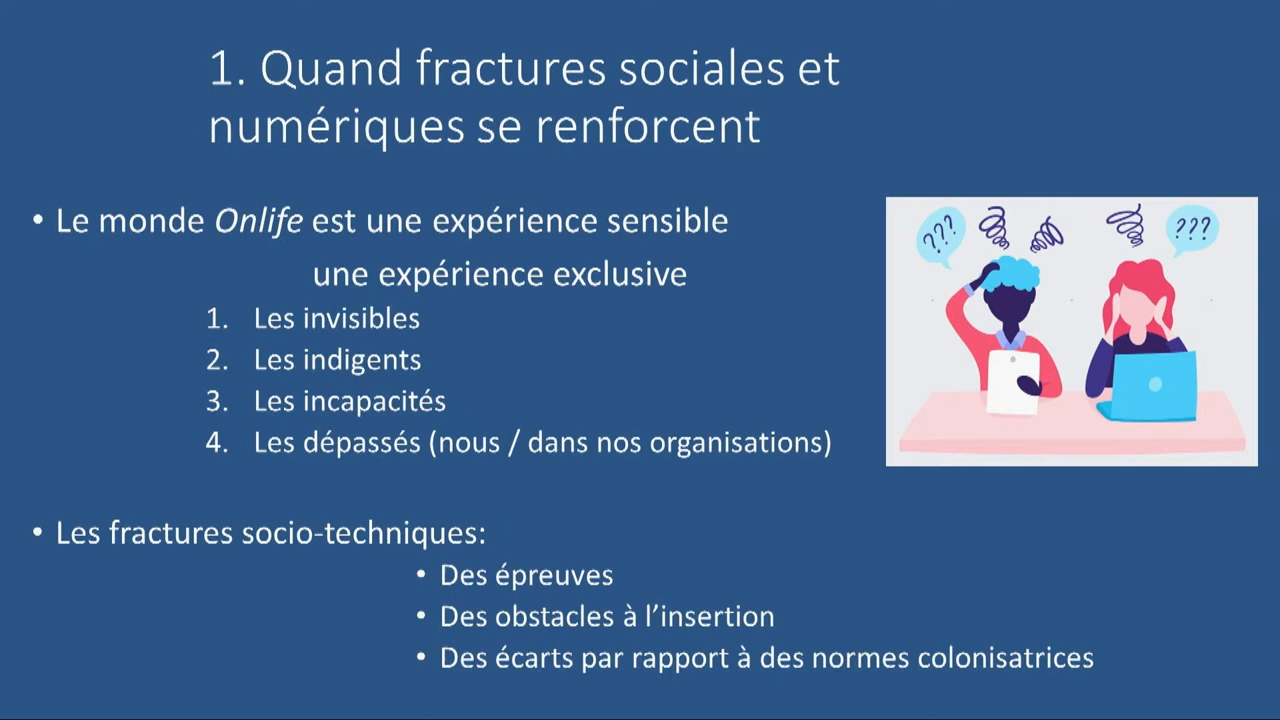 1. Quand fractures sociales et
numériques se renforcent
• Le monde Onlife est une expérience sensible
une expérience exclusive
1. Les invisibles
2. Les indigents
3. Les incapacités
4. Les dépassés (nous / dans nos organisations)
???
???
• Les fractures socio-techniques:
• Des épreuves
• Des obstacles à l’insertion
• Des écarts par rapport à des normes colonisatrices